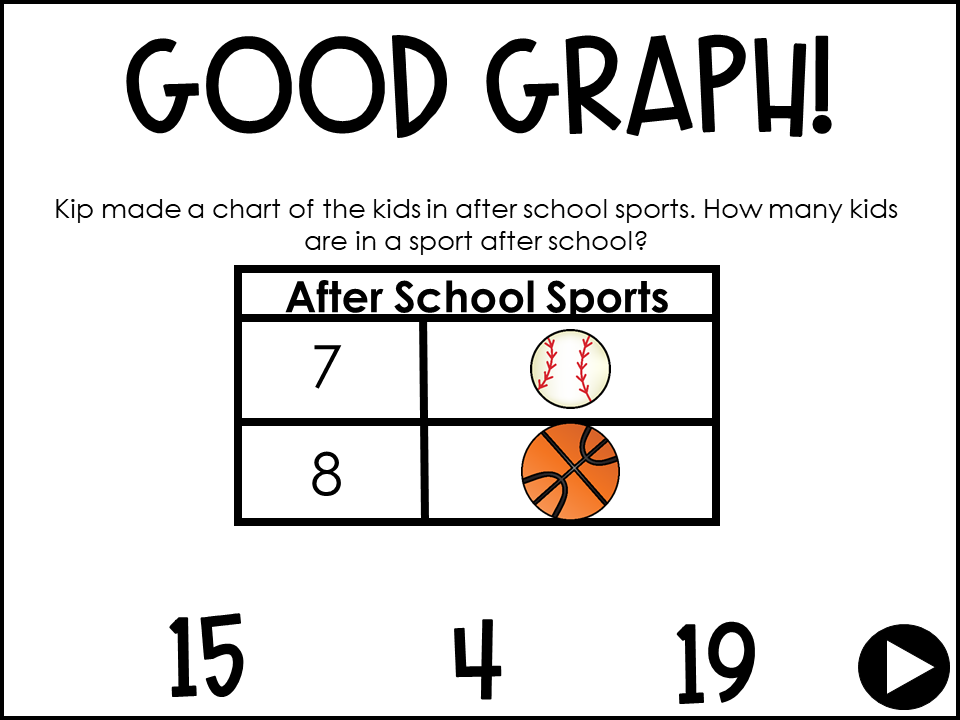 GOOD GRAPH!
Kip made a chart of the kids in after school sports. How many kids
are in a sport after school?
After School Sports
7
8
15 4 19